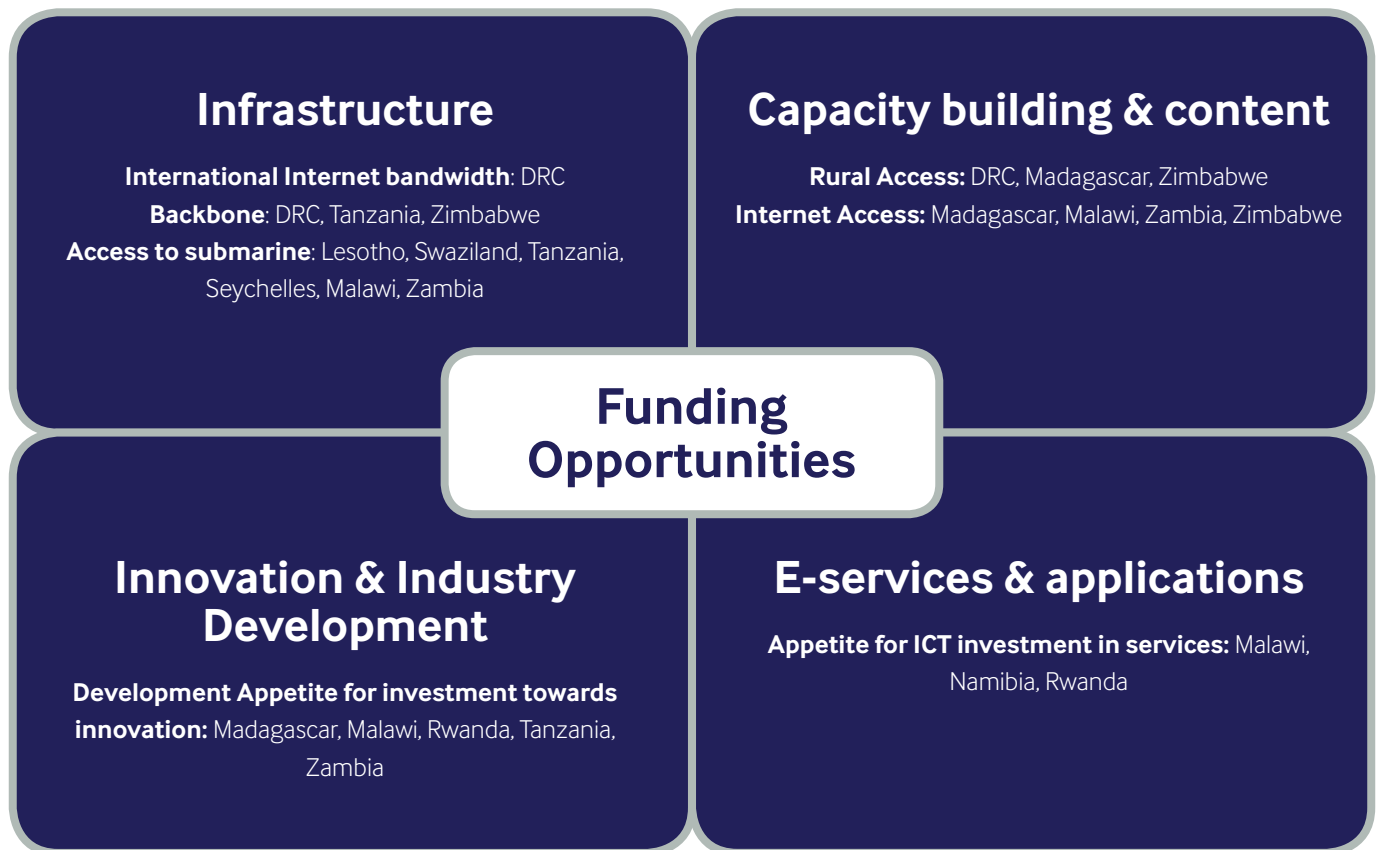 Infrastructure
International Internet bandwidth: DRC
Backbone: DRC, Tanzania, Zimbabwe
Access to submarine: Lesotho, Swaziland, Tanzania,
Seychelles, Malawi, Zambia
Capacity building & content
Rural Access: DRC, Madagascar, Zimbabwe
Internet Access: Madagascar, Malawi, Zambia, Zimbabwe
Funding
Opportunities
Innovation & Industry
Development
Development Appetite for investment towards
innovation: Madagascar, Malawi, Rwanda, Tanzania,
Zambia
E-services & applications
Appetite for ICT investment in services: Malawi,
Namibia, Rwanda